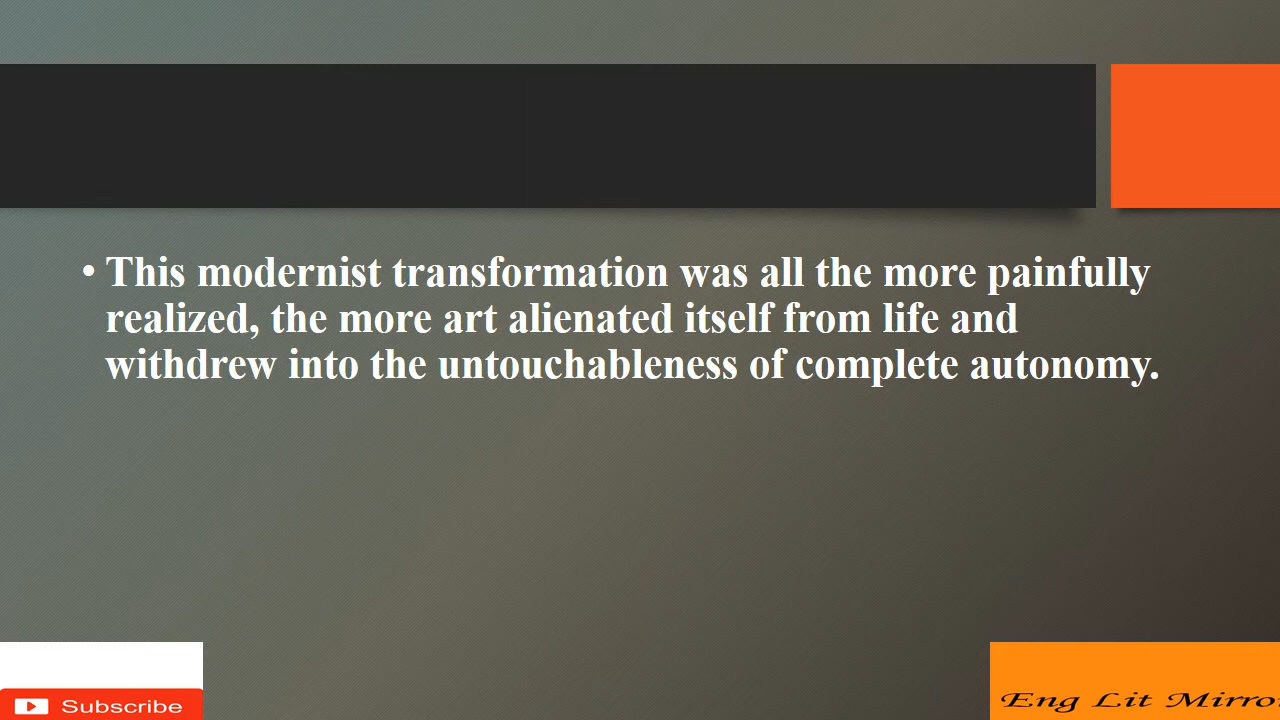 • This modernist transformation was all the more painfully
realized, the more art alienated itself from life and
withdrew into the untouchableness of complete autonomy.
Subscribe
Eng Lit Mirro